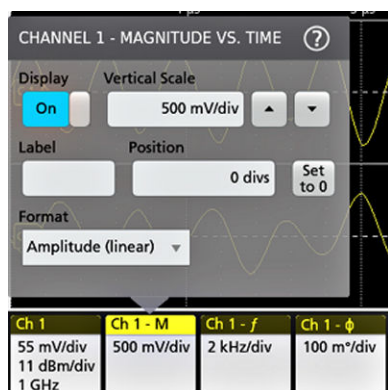 CHANNEL 1 - MAGNITUDE VS. TIME ?
Display Vertical Scale
On 500 mV/div
Label Position
0 divs Set to 0
Format
Amplitude (linear)
Ch 1 Ch 1 - M Ch 1 - f Ch 1 - ϕ
55 mV/div 500 mV/div 2 kHz/div 100 m°/div
11 dBm/div
1 GHz